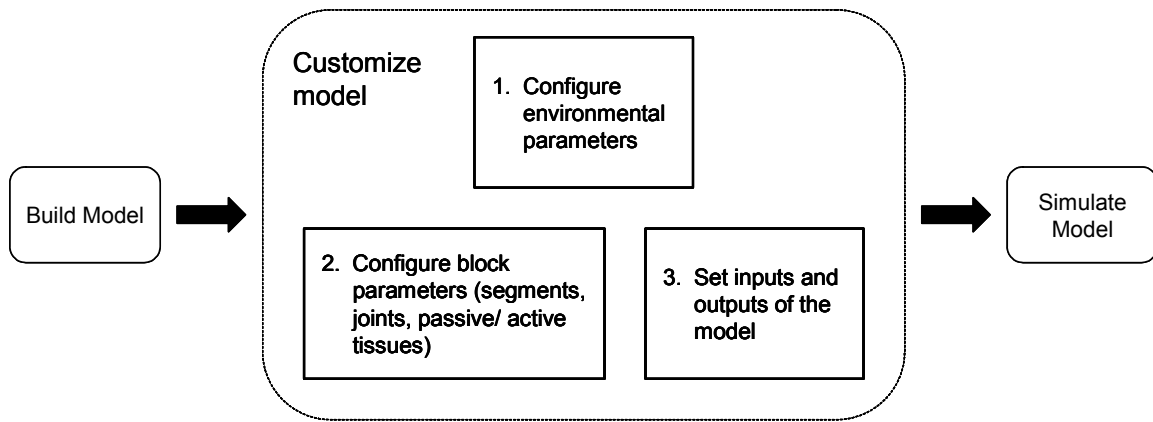 Build Model
Customize
model
1. Configure
environmental
parameters
2. Configure block
parameters (segments,
joints, passive/ active
tissues)
3. Set inputs and
outputs of the
model
Simulate
Model